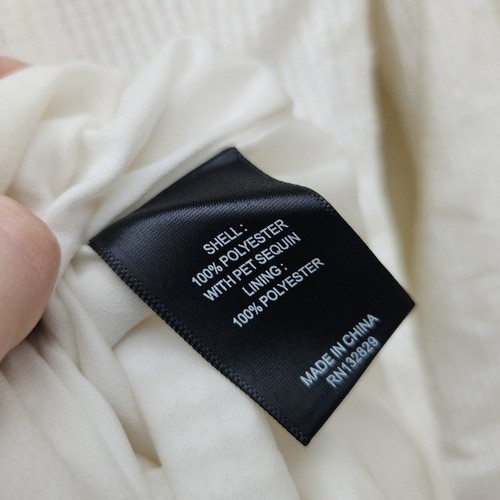 SHELL :
100% POLYESTER
WITH PET SEQUIN
LINING :
100% POLYESTER
MADE IN CHINA
RN132829